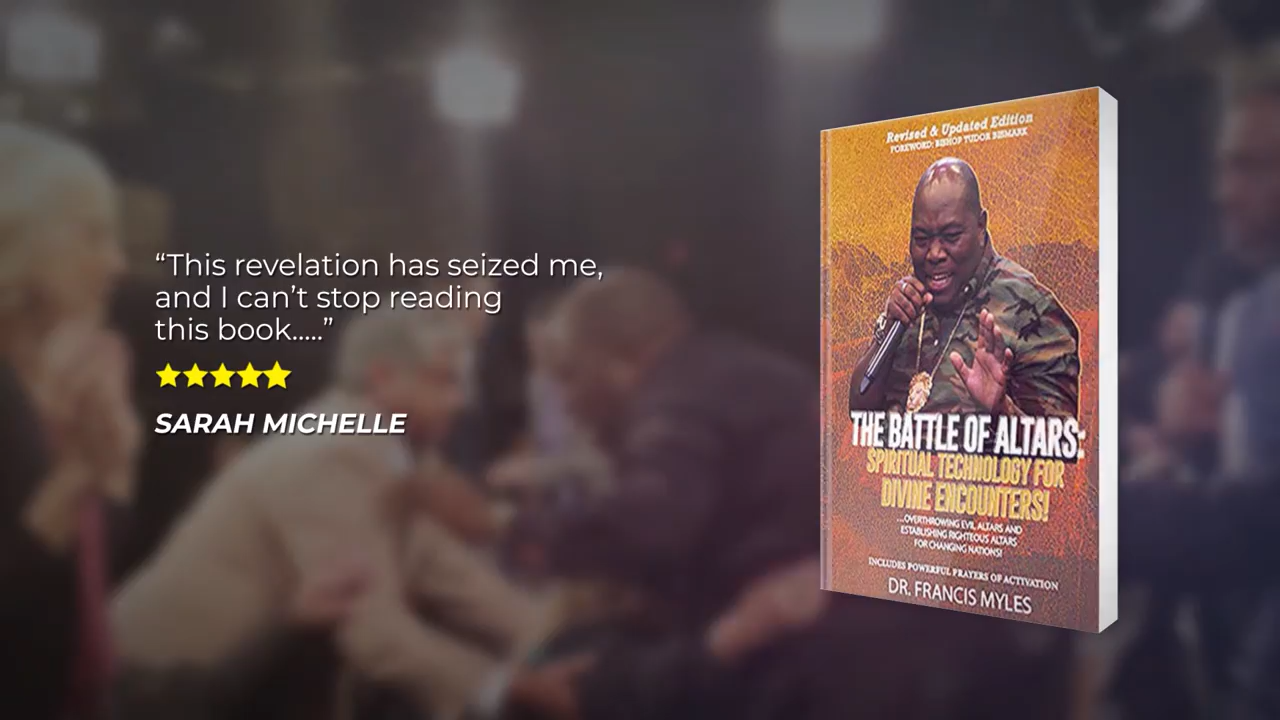 “This revelation has seized me,
and I can’t stop reading
this book.....”
SARAH MICHELLE
Revised & Updated Edition
FOREWORD: BISHOP TUDOR BISMARK
THE BATTLE OF ALTARS:
SPIRITUAL TECHNOLOGY FOR
DIVINE ENCOUNTERS!
...OVERTHROWING EVIL ALTARS AND
ESTABLISHING RIGHTEOUS ALTARS
FOR CHANGING NATIONS!
INCLUDES POWERFUL PRAYERS OF ACTIVATION
DR. FRANCIS MYLES